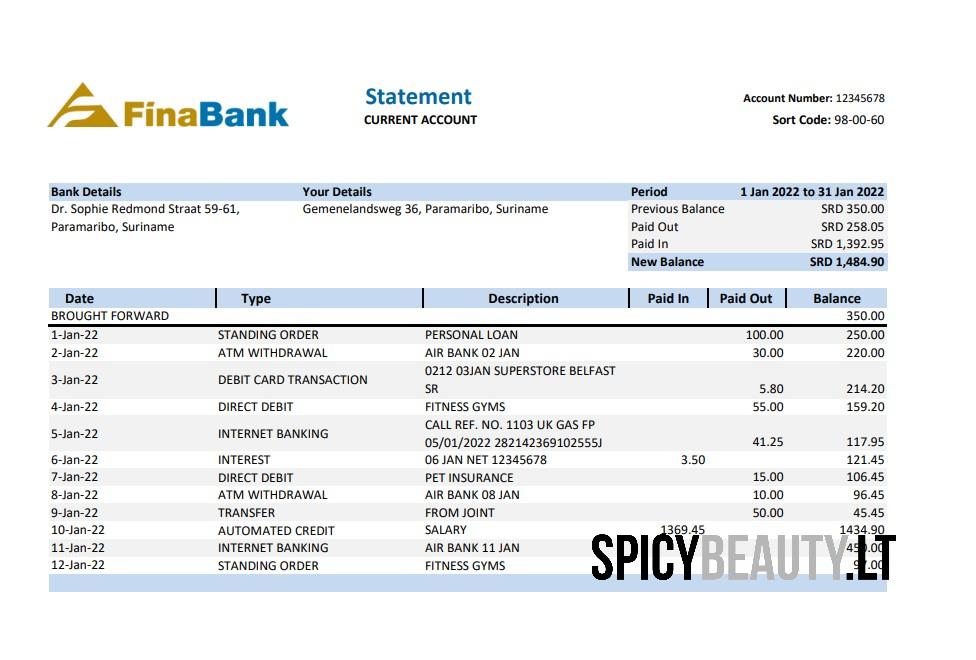 FinaBank
Statement
CURRENT ACCOUNT
Account Number: 12345678
Sort Code: 98-00-60
Bank Details Your Details Period 1 Jan 2022 to 31 Jan 2022
Dr. Sophie Redmond Straat 59-61, Gemenelandsweg 36, Paramaribo, Suriname Previous Balance SRD 350.00
Paramaribo, Suriname Paid Out SRD 258.05
Paid In SRD 1,392.95
New Balance SRD 1,484.90
Date Type Description Paid In Paid Out Balance
BROUGHT FORWARD 350.00
1-Jan-22 STANDING ORDER PERSONAL LOAN 100.00 250.00
2-Jan-22 ATM WITHDRAWAL AIR BANK 02 JAN 30.00 220.00
3-Jan-22 DEBIT CARD TRANSACTION 0212 03JAN SUPERSTORE BELFAST
SR 5.80 214.20
4-Jan-22 DIRECT DEBIT FITNESS GYMS 55.00 159.20
5-Jan-22 INTERNET BANKING CALL REF. NO. 1103 UK GAS FP
05/01/2022 282142369102555J 41.25 117.95
6-Jan-22 INTEREST 06 JAN NET 12345678 3.50 121.45
7-Jan-22 DIRECT DEBIT PET INSURANCE 15.00 106.45
8-Jan-22 ATM WITHDRAWAL AIR BANK 08 JAN 10.00 96.45
9-Jan-22 TRANSFER FROM JOINT 50.00 45.45
10-Jan-22 AUTOMATED CREDIT SALARY 1369.45 1434.90
11-Jan-22 INTERNET BANKING AIR BANK 11 JAN
12-Jan-22 STANDING ORDER FITNESS GYMS
SPICYBEAUTY.LT